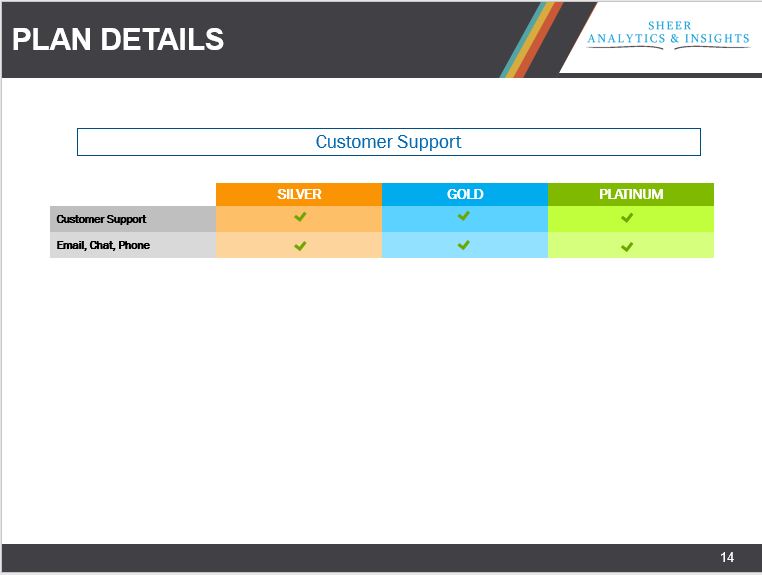 PLAN DETAILS
SHEER
ANALYTICS & INSIGHTS
Customer Support
SILVER GOLD PLATINUM
Customer Support
Email, Chat, Phone
14